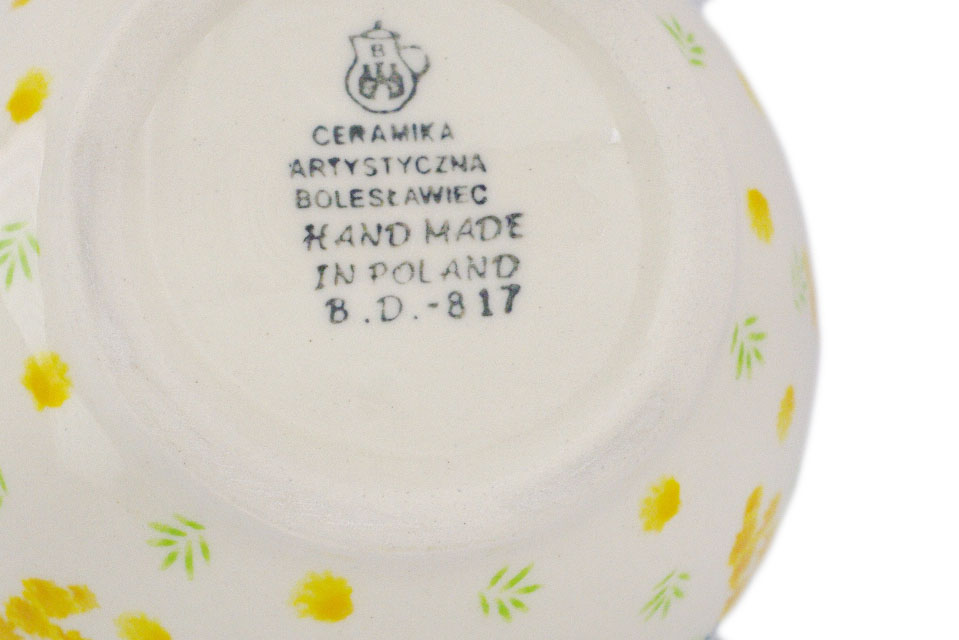 B
CERAMIKA
ARTYSTYCZNA
BOLESŁAWIEC
HAND MADE
IN POLAND
B.D.-817